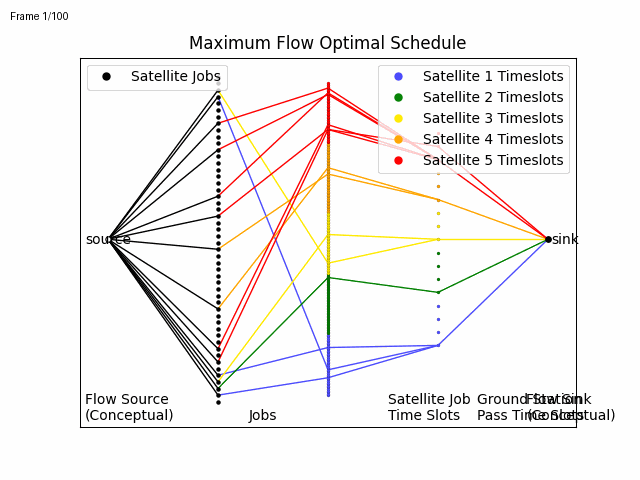 Frame 1/100
Maximum Flow Optimal Schedule
Satellite Jobs
Satellite 1 Timeslots
Satellite 2 Timeslots
Satellite 3 Timeslots
Satellite 4 Timeslots
Satellite 5 Timeslots
source
sink
Flow Source
(Conceptual)
Jobs
Satellite Job
Time Slots
Ground Station
Pass Time Slots
Flow Sink
(Conceptual)